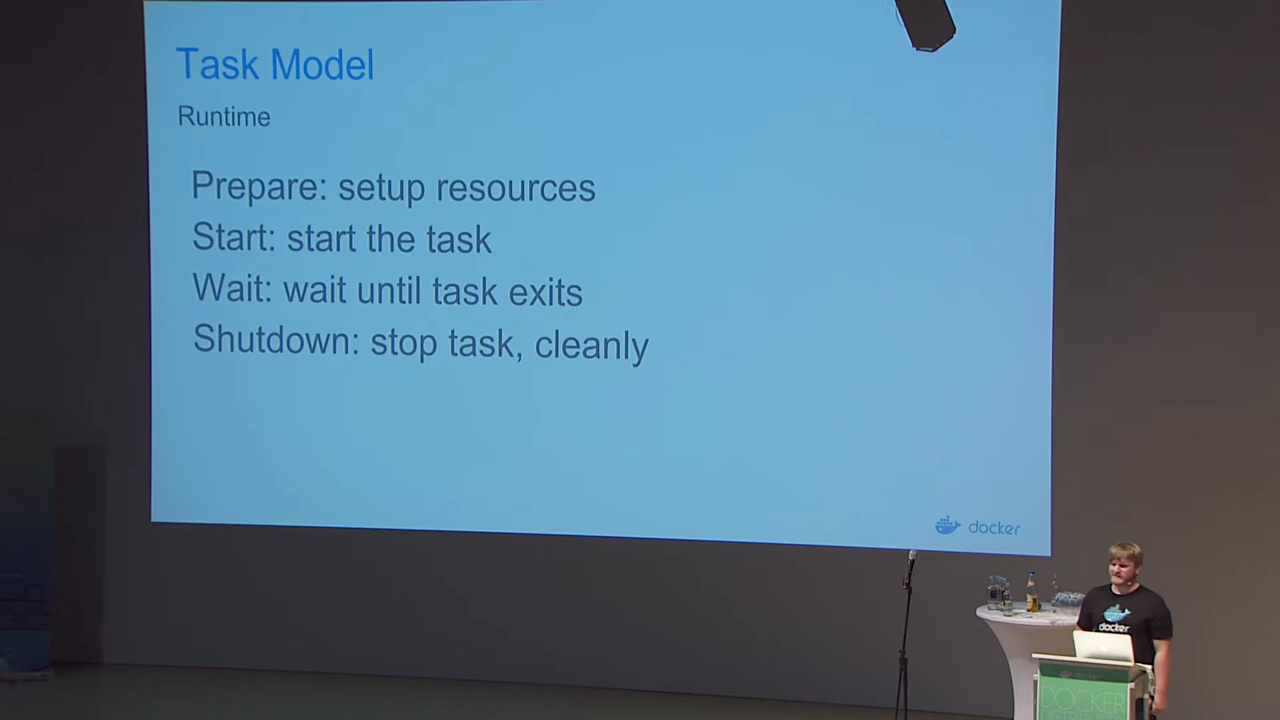 Task Model
Runtime
Prepare: setup resources
Start: start the task
Wait: wait until task exits
Shutdown: stop task, cleanly
docker
docker
DOCKER